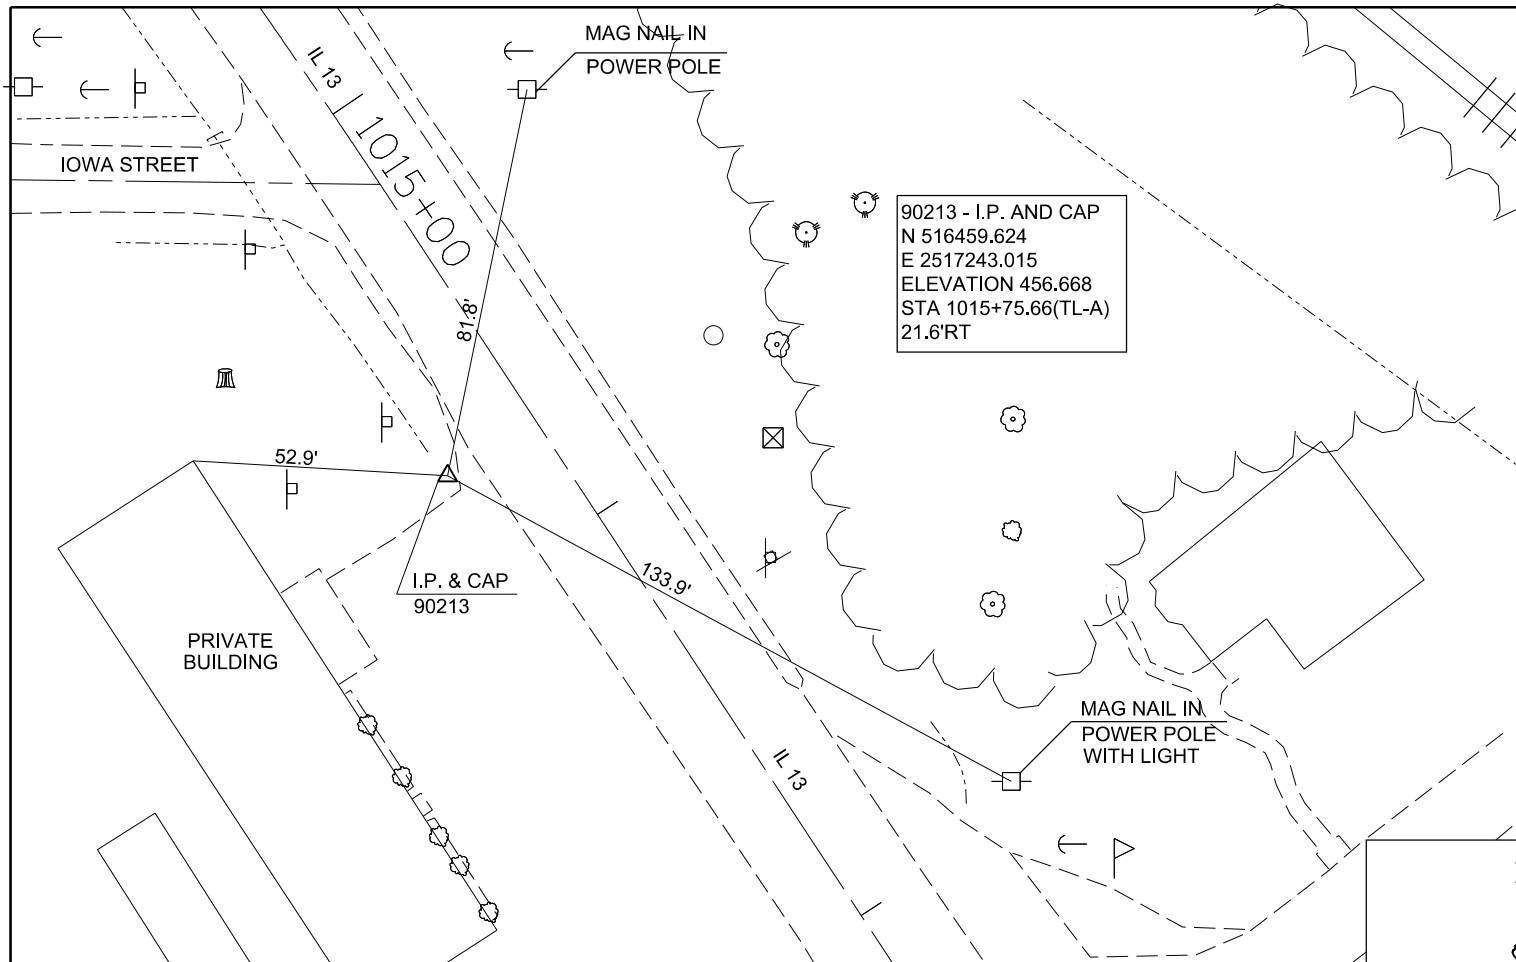 MAG NAIL IN
POWER POLE
IL 13
1015+00
IOWA STREET
90213 - I.P. AND CAP
N 516459.624
E 2517243.015
ELEVATION 456.668
STA 1015+75.66(TL-A)
21.6'RT
81.8'
52.9'
133.9'
I.P. & CAP
90213
PRIVATE
BUILDING
MAG NAIL IN
POWER POLE
WITH LIGHT
IL 13